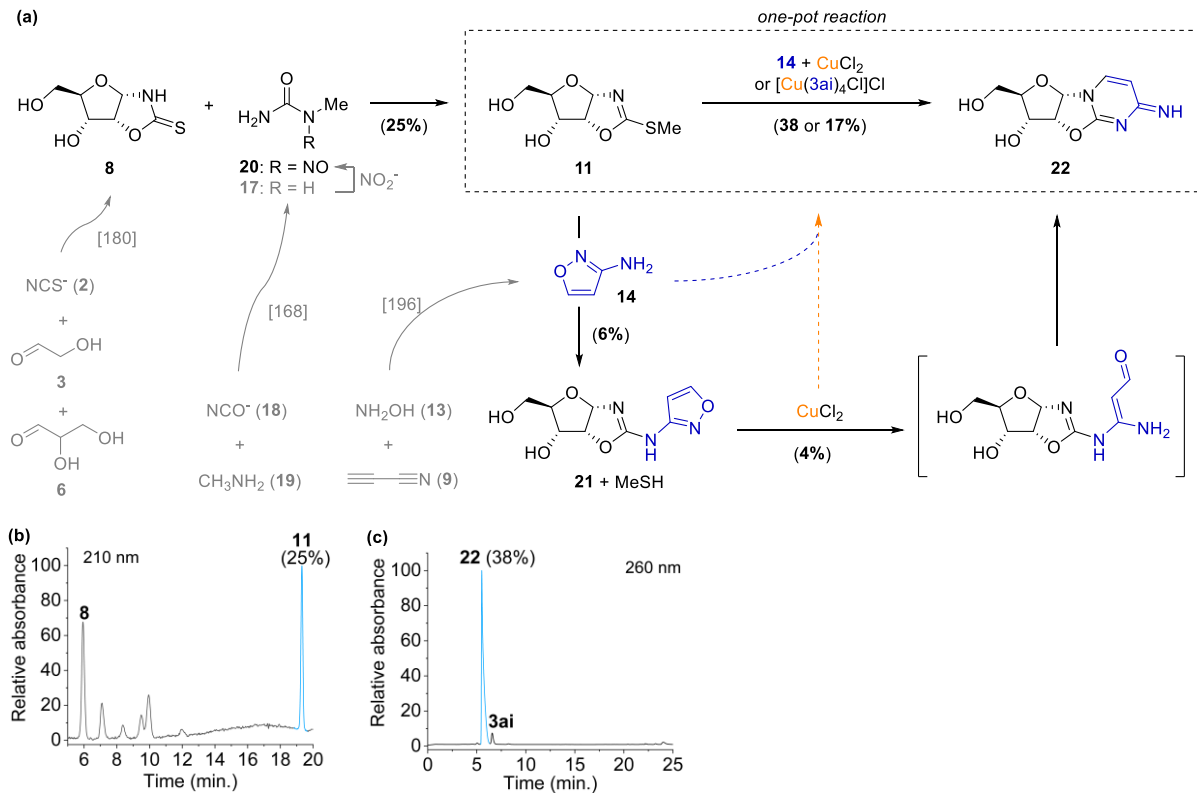 (a)
one-pot reaction
HO
HO
O
NH
O
S
8
+
O
H₂N
N
Me
R
20: R = NO
17: R = H
NO₂⁻
(25%)
HO
HO
O
N
O
SMe
11
14 + CuCl₂
or [Cu(3ai)₄Cl]Cl
(38 or 17%)
HO
HO
O
N
O
N
NH
22
[180]
NCS⁻ (2)
+
O
OH
3
+
O
OH
OH
6
[168]
NCO⁻ (18)
+
CH₃NH₂ (19)
[196]
NH₂OH (13)
+
N (9)
N
O
NH₂
14
(6%)
HO
HO
O
N
O
N
H
O
N
21 + MeSH
CuCl₂
(4%)
O
HO
HO
O
N
O
N
H
NH₂
(b)
210 nm
11
(25%)
8
Relative absorbance
100
80
60
40
20
0
6 8 10 12 14 16 18 20
Time (min.)
(c)
22 (38%)
260 nm
3ai
Relative absorbance
100
80
60
40
20
0
0 5 10 15 20 25
Time (min.)